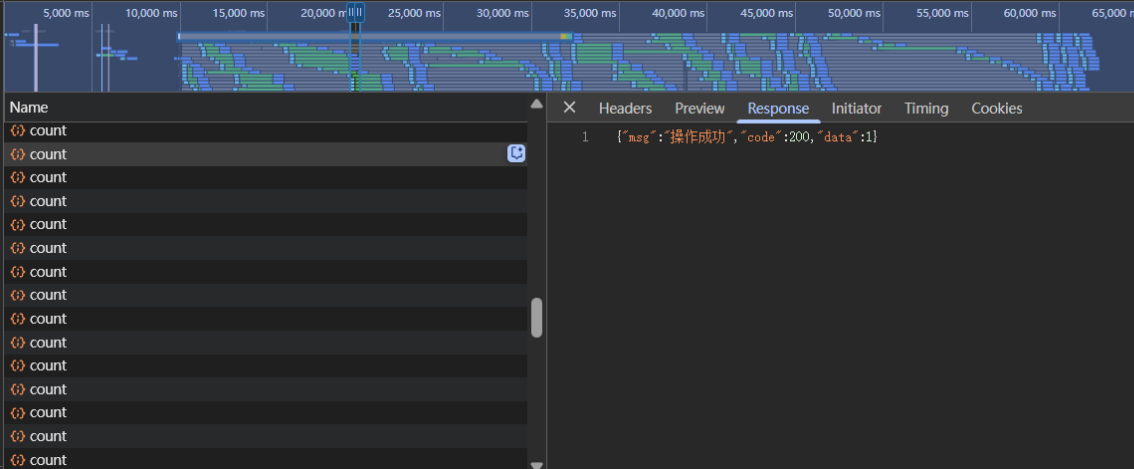 5,000 ms 10,000 ms 15,000 ms 20,000 m 25,000 ms 30,000 ms 35,000 ms 40,000 ms 45,000 ms 50,000 ms 55,000 ms 60,000 ms 65,000 m
Name
Headers Preview Response Initiator Timing Cookies
count
1 {"msg":"操作成功","code":200,"data":1}
count
count
count
count
count
count
count
count
count
count
count
count
count
count